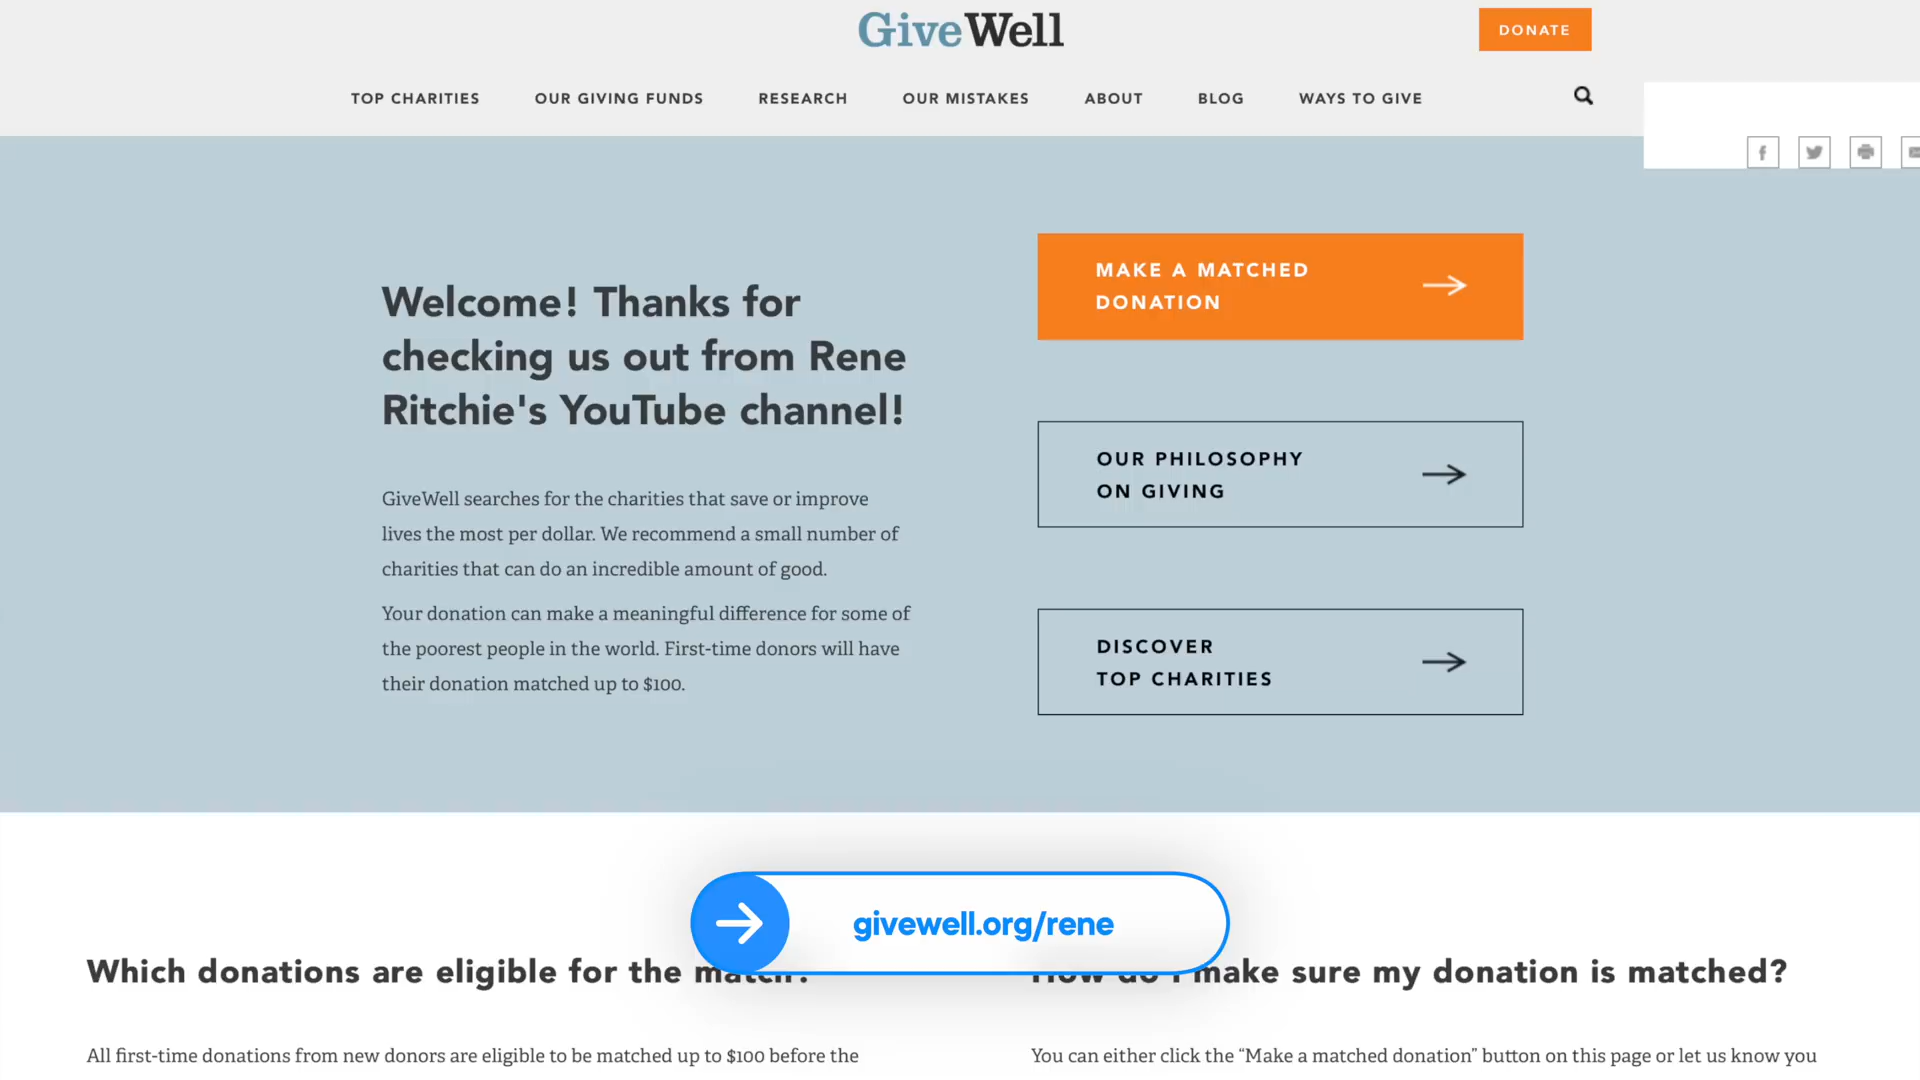 GiveWell
DONATE
TOP CHARITIES OUR GIVING FUNDS RESEARCH OUR MISTAKES ABOUT BLOG WAYS TO GIVE
Welcome! Thanks for
checking us out from Rene
Ritchie's YouTube channel!
GiveWell searches for the charities that save or improve
lives the most per dollar. We recommend a small number of
charities that can do an incredible amount of good.
Your donation can make a meaningful difference for some of
the poorest people in the world. First-time donors will have
their donation matched up to $100.
MAKE A MATCHED
DONATION
OUR PHILOSOPHY
ON GIVING
DISCOVER
TOP CHARITIES
givewell.org/rene
Which donations are eligible for the match?
All first-time donations from new donors are eligible to be matched up to $100 before the
How do I make sure my donation is matched?
You can either click the “Make a matched donation” button on this page or let us know you